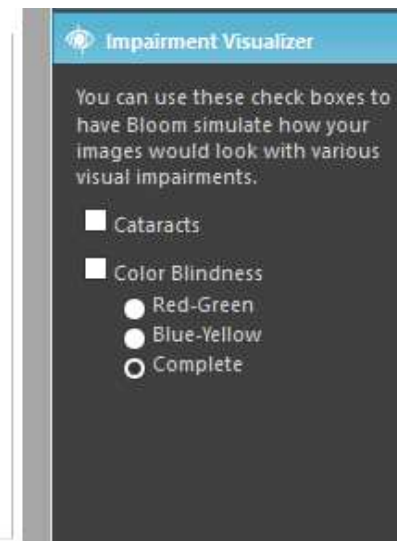 Impairment Visualizer
You can use these check boxes to
have Bloom simulate how your
images would look with various
visual impairments.
Cataracts
Color Blindness
Red-Green
Blue-Yellow
Complete